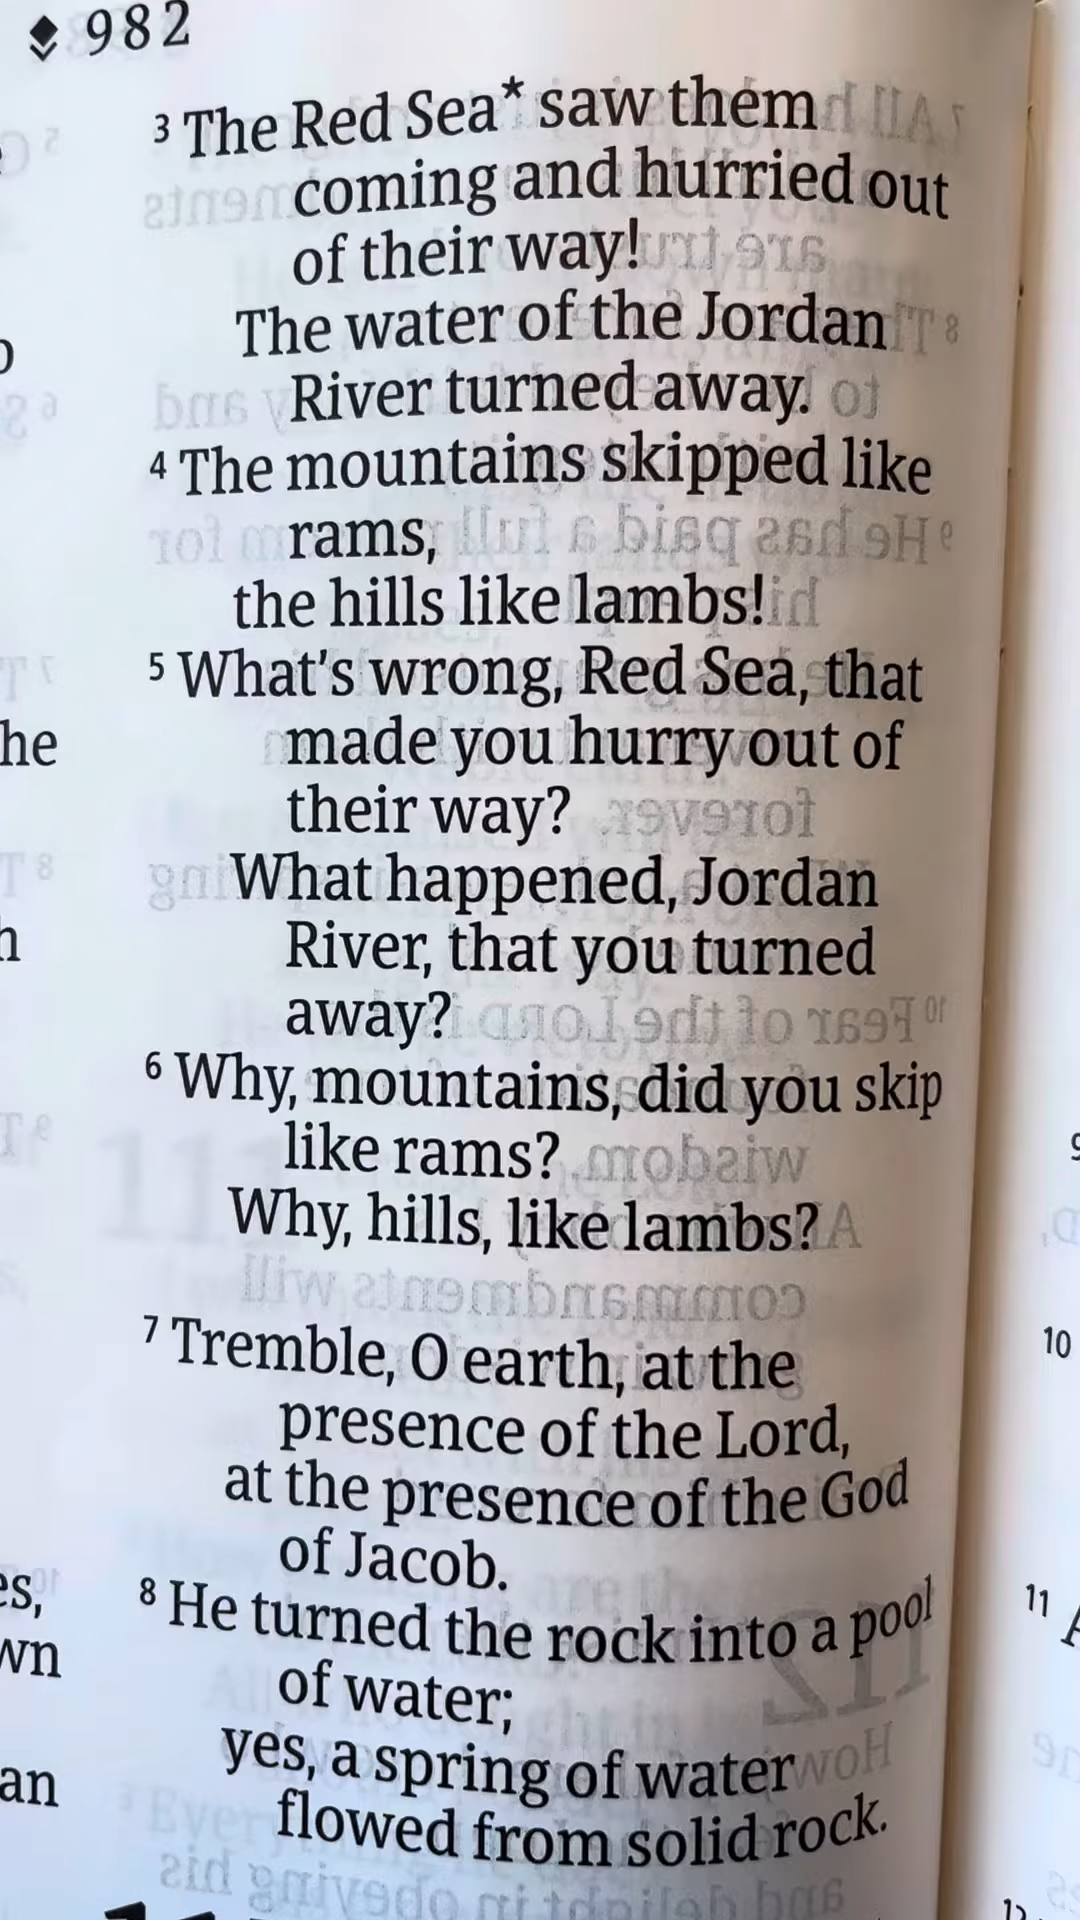 982
3 The Red Sea* saw them
coming and hurried out
of their way!
The water of the Jordan
River turned away.
4 The mountains skipped like
rams,
the hills like lambs!
5 What's wrong, Red Sea, that
made you hurry out of
their way?
What happened, Jordan
River, that you turned
away?
6 Why, mountains, did you skip
like rams?
Why, hills, like lambs?
7 Tremble, O earth, at the
presence of the Lord,
at the presence of the God
of Jacob.
8 He turned the rock into a pool
of water;
yes, a spring of water
flowed from solid rock.
10
11